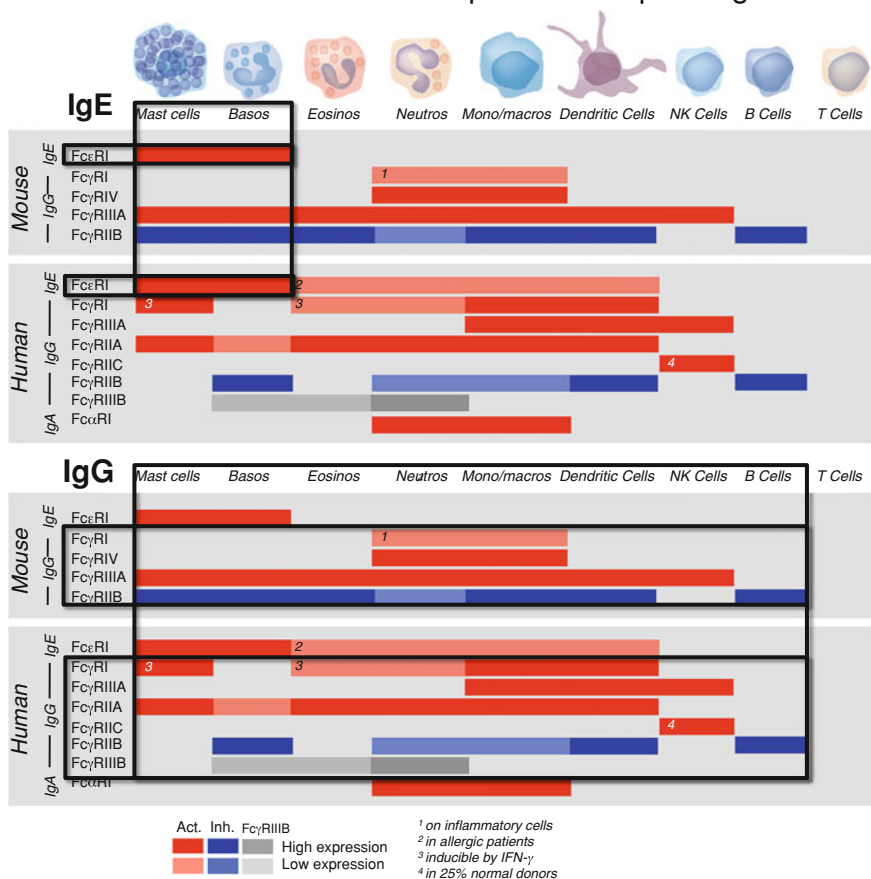 IgE
Mast cells Basos Eosinos Neutros Mono/macros Dendritic Cells NK Cells B Cells T Cells
Mouse
IgE
FcεRI
IgG
FcγRI 1
FcγRIV
FcγRIIIA
FcγRIIB
Human
IgE
FcεRI 2
IgG
FcγRI 3 3
FcγRIIIA
FcγRIIA
FcγRIIC 4
FcγRIIB
FcγRIIIB
IgA
FcαRI
IgG
Mast cells Basos Eosinos Neutros Mono/macros Dendritic Cells NK Cells B Cells T Cells
Mouse
IgE
FcεRI
IgG
FcγRI 1
FcγRIV
FcγRIIIA
FcγRIIB
Human
IgE
FcεRI 2
IgG
FcγRI 3 3
FcγRIIIA
FcγRIIA
FcγRIIC 4
FcγRIIB
FcγRIIIB
IgA
FcαRI
Act. Inh. FcγRIIIB
High expression
Low expression
1 on inflammatory cells
2 in allergic patients
3 inducible by IFN-γ
4 in 25% normal donors